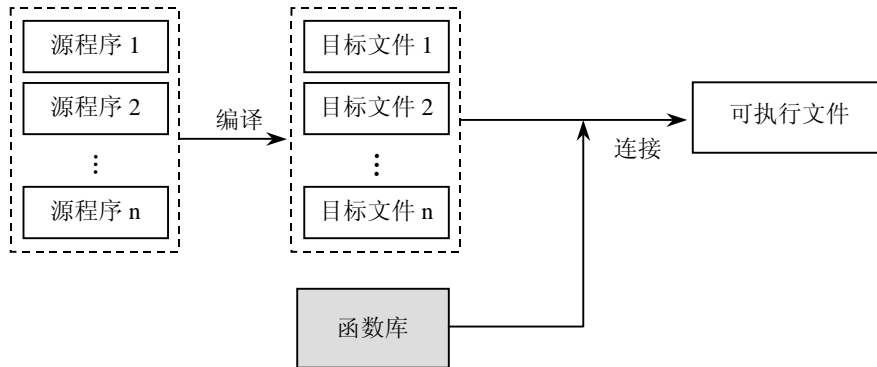 源程序 1
源程序 2
⋮
源程序 n
编译
目标文件 1
目标文件 2
⋮
目标文件 n
函数库
连接
可执行文件